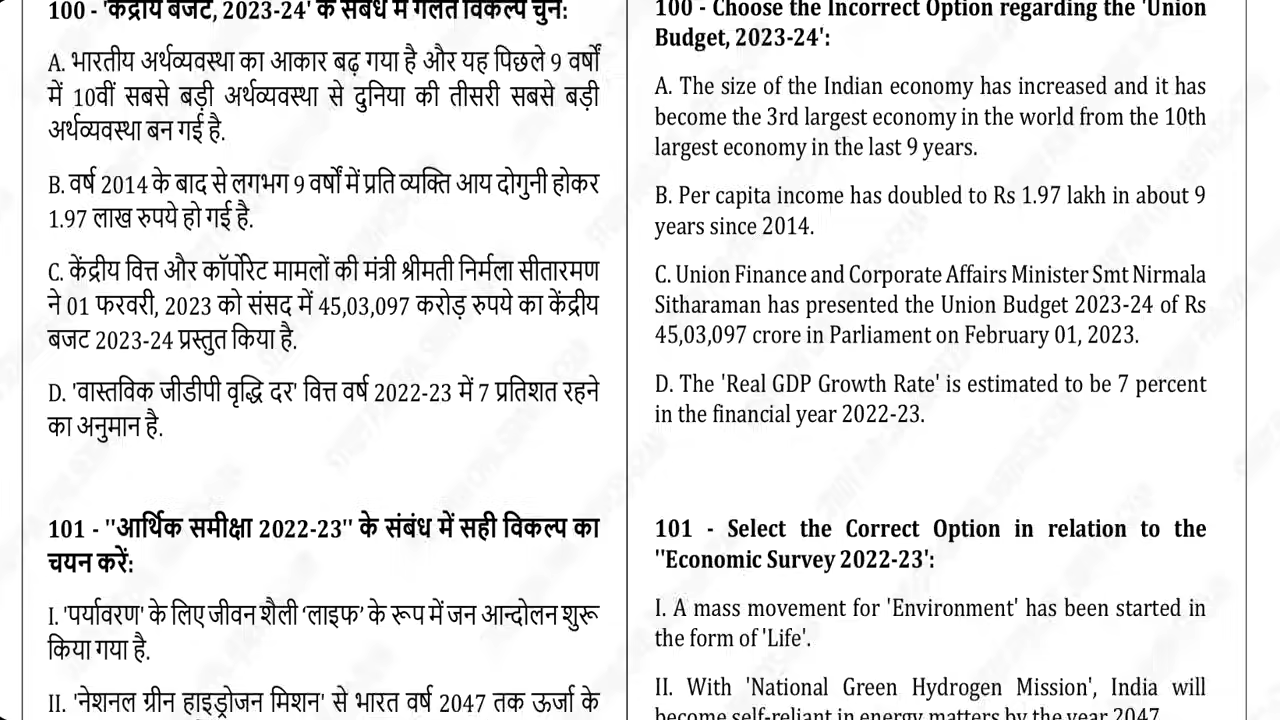 100 - 'केंद्रीय बजट, 2023-24' के संबंध में गलत विकल्प चुनें:
A. भारतीय अर्थव्यवस्था का आकार बढ़ गया है और यह पिछले 9 वर्षों
में 10वीं सबसे बड़ी अर्थव्यवस्था से दुनिया की तीसरी सबसे बड़ी
अर्थव्यवस्था बन गई है.
B. वर्ष 2014 के बाद से लगभग 9 वर्षों में प्रति व्यक्ति आय दोगुनी होकर
1.97 लाख रुपये हो गई है.
C. केंद्रीय वित्त और कॉर्पोरेट मामलों की मंत्री श्रीमती निर्मला सीतारमण
ने 01 फरवरी, 2023 को संसद में 45,03,097 करोड़ रुपये का केंद्रीय
बजट 2023-24 प्रस्तुत किया है.
D. 'वास्तविक जीडीपी वृद्धि दर' वित्त वर्ष 2022-23 में 7 प्रतिशत रहने
का अनुमान है.
101 - "आर्थिक समीक्षा 2022-23" के संबंध में सही विकल्प का
चयन करें:
I. 'पर्यावरण' के लिए जीवन शैली ‘लाइफ’ के रूप में जन आन्दोलन शुरू
किया गया है.
II. 'नेशनल ग्रीन हाइड्रोजन मिशन' से भारत वर्ष 2047 तक ऊर्जा के
100 - Choose the Incorrect Option regarding the 'Union
Budget, 2023-24':
A. The size of the Indian economy has increased and it has
become the 3rd largest economy in the world from the 10th
largest economy in the last 9 years.
B. Per capita income has doubled to Rs 1.97 lakh in about 9
years since 2014.
C. Union Finance and Corporate Affairs Minister Smt Nirmala
Sitharaman has presented the Union Budget 2023-24 of Rs
45,03,097 crore in Parliament on February 01, 2023.
D. The 'Real GDP Growth Rate' is estimated to be 7 percent
in the financial year 2022-23.
101 - Select the Correct Option in relation to the
"Economic Survey 2022-23':
I. A mass movement for 'Environment' has been started in
the form of 'Life'.
II. With 'National Green Hydrogen Mission', India will
become self-reliant in energy matters by the year 2047